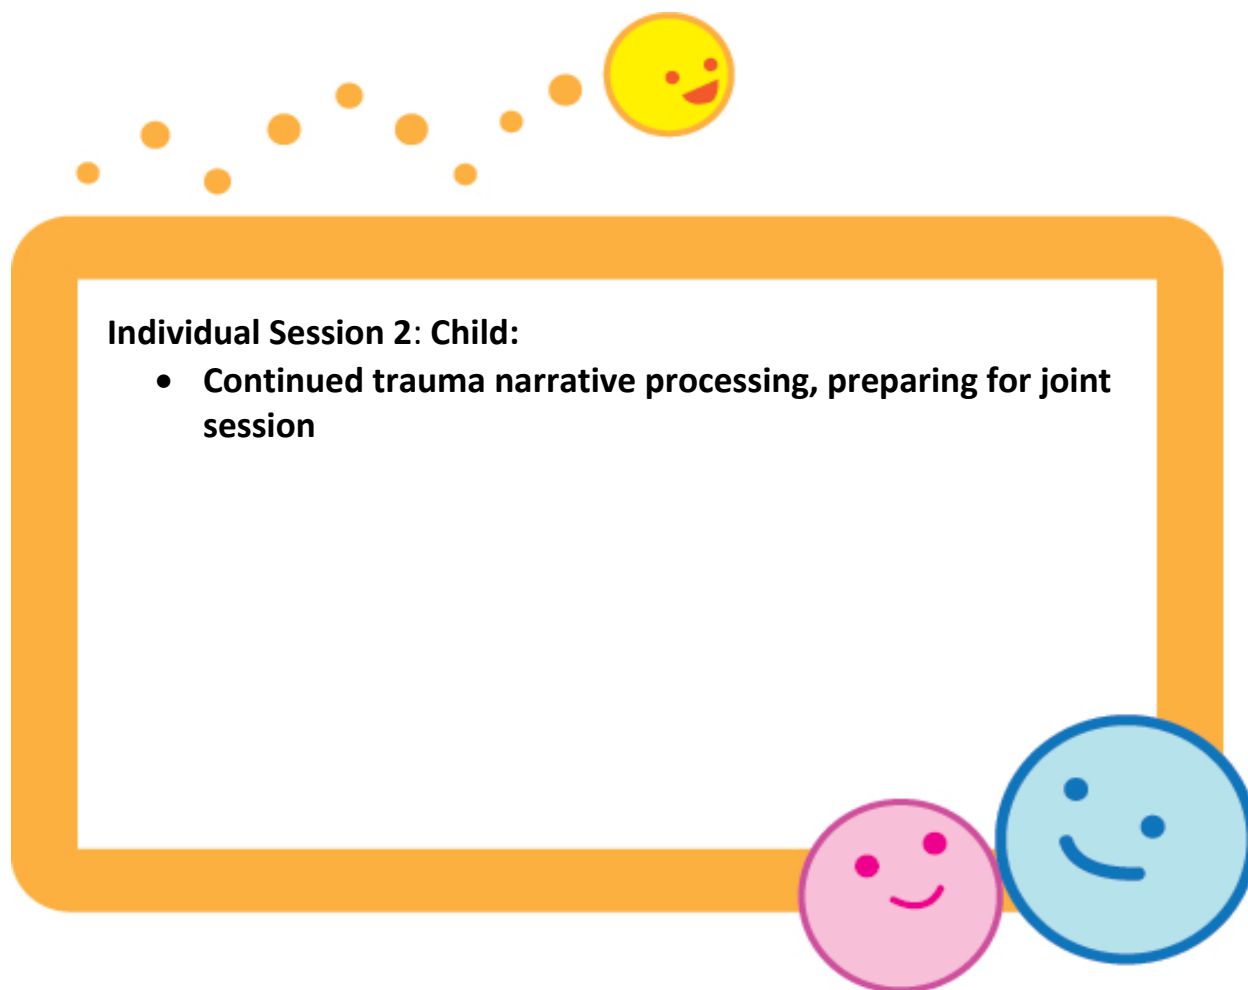 Individual Session 2: Child:
• Continued trauma narrative processing, preparing for joint
session